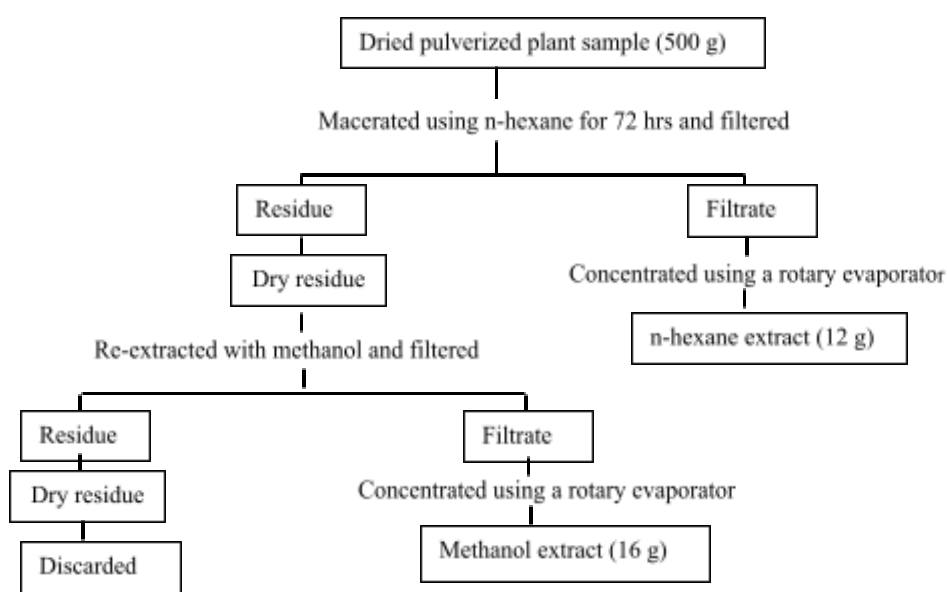 Dried pulverized plant sample (500 g)
Macerated using n-hexane for 72 hrs and filtered
Residue
Filtrate
Dry residue
Concentrated using a rotary evaporator
n-hexane extract (12 g)
Re-extracted with methanol and filtered
Residue
Filtrate
Dry residue
Concentrated using a rotary evaporator
Methanol extract (16 g)
Discarded